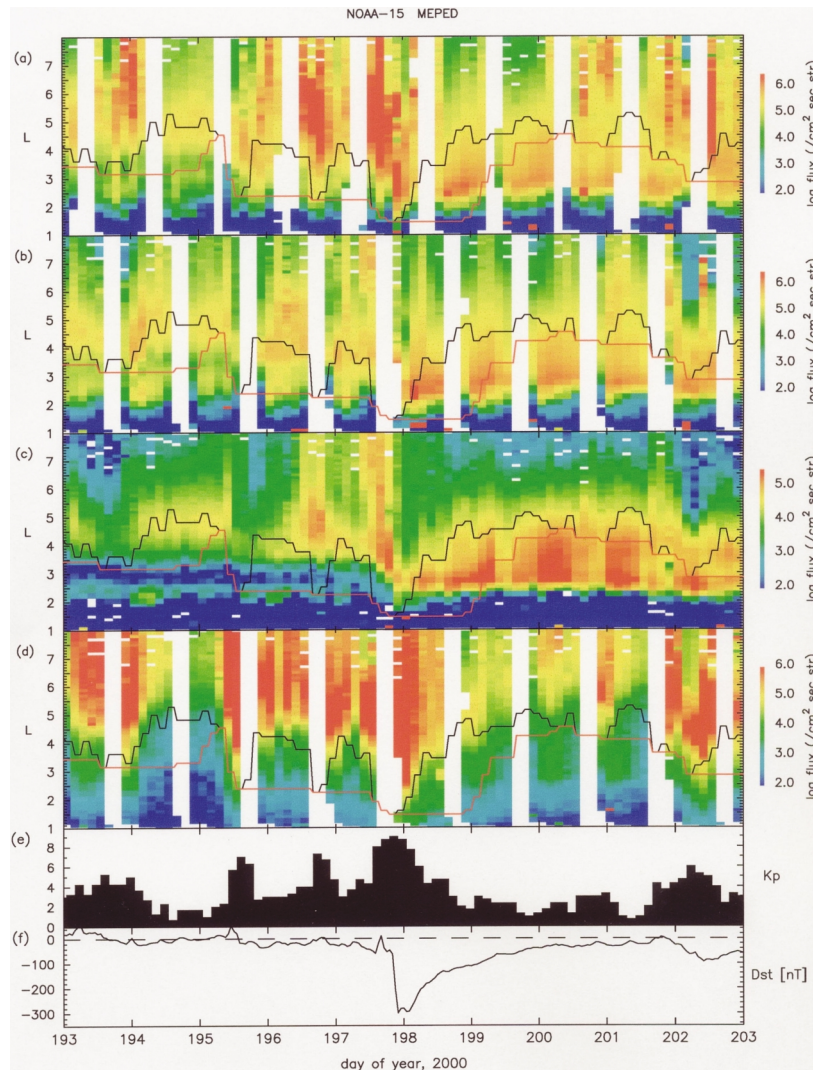 NOAA-15 MEPED
(a)
7
6
5
L
4
3
2
1
6.0
5.0
4.0
3.0
2.0
log flux (/cm² sec str)
(b)
7
6
5
L
4
3
2
1
6.0
5.0
4.0
3.0
2.0
log flux (/cm² sec str)
(c)
7
6
5
L
4
3
2
1
5.0
4.0
3.0
2.0
log flux (/cm² sec str)
(d)
7
6
5
L
4
3
2
1
6.0
5.0
4.0
3.0
2.0
log flux (/cm² sec str)
(e)
8
6
4
2
0
Kp
(f)
0
-100
-200
-300
Dst [nT]
193 194 195 196 197 198 199 200 201 202 203
day of year, 2000